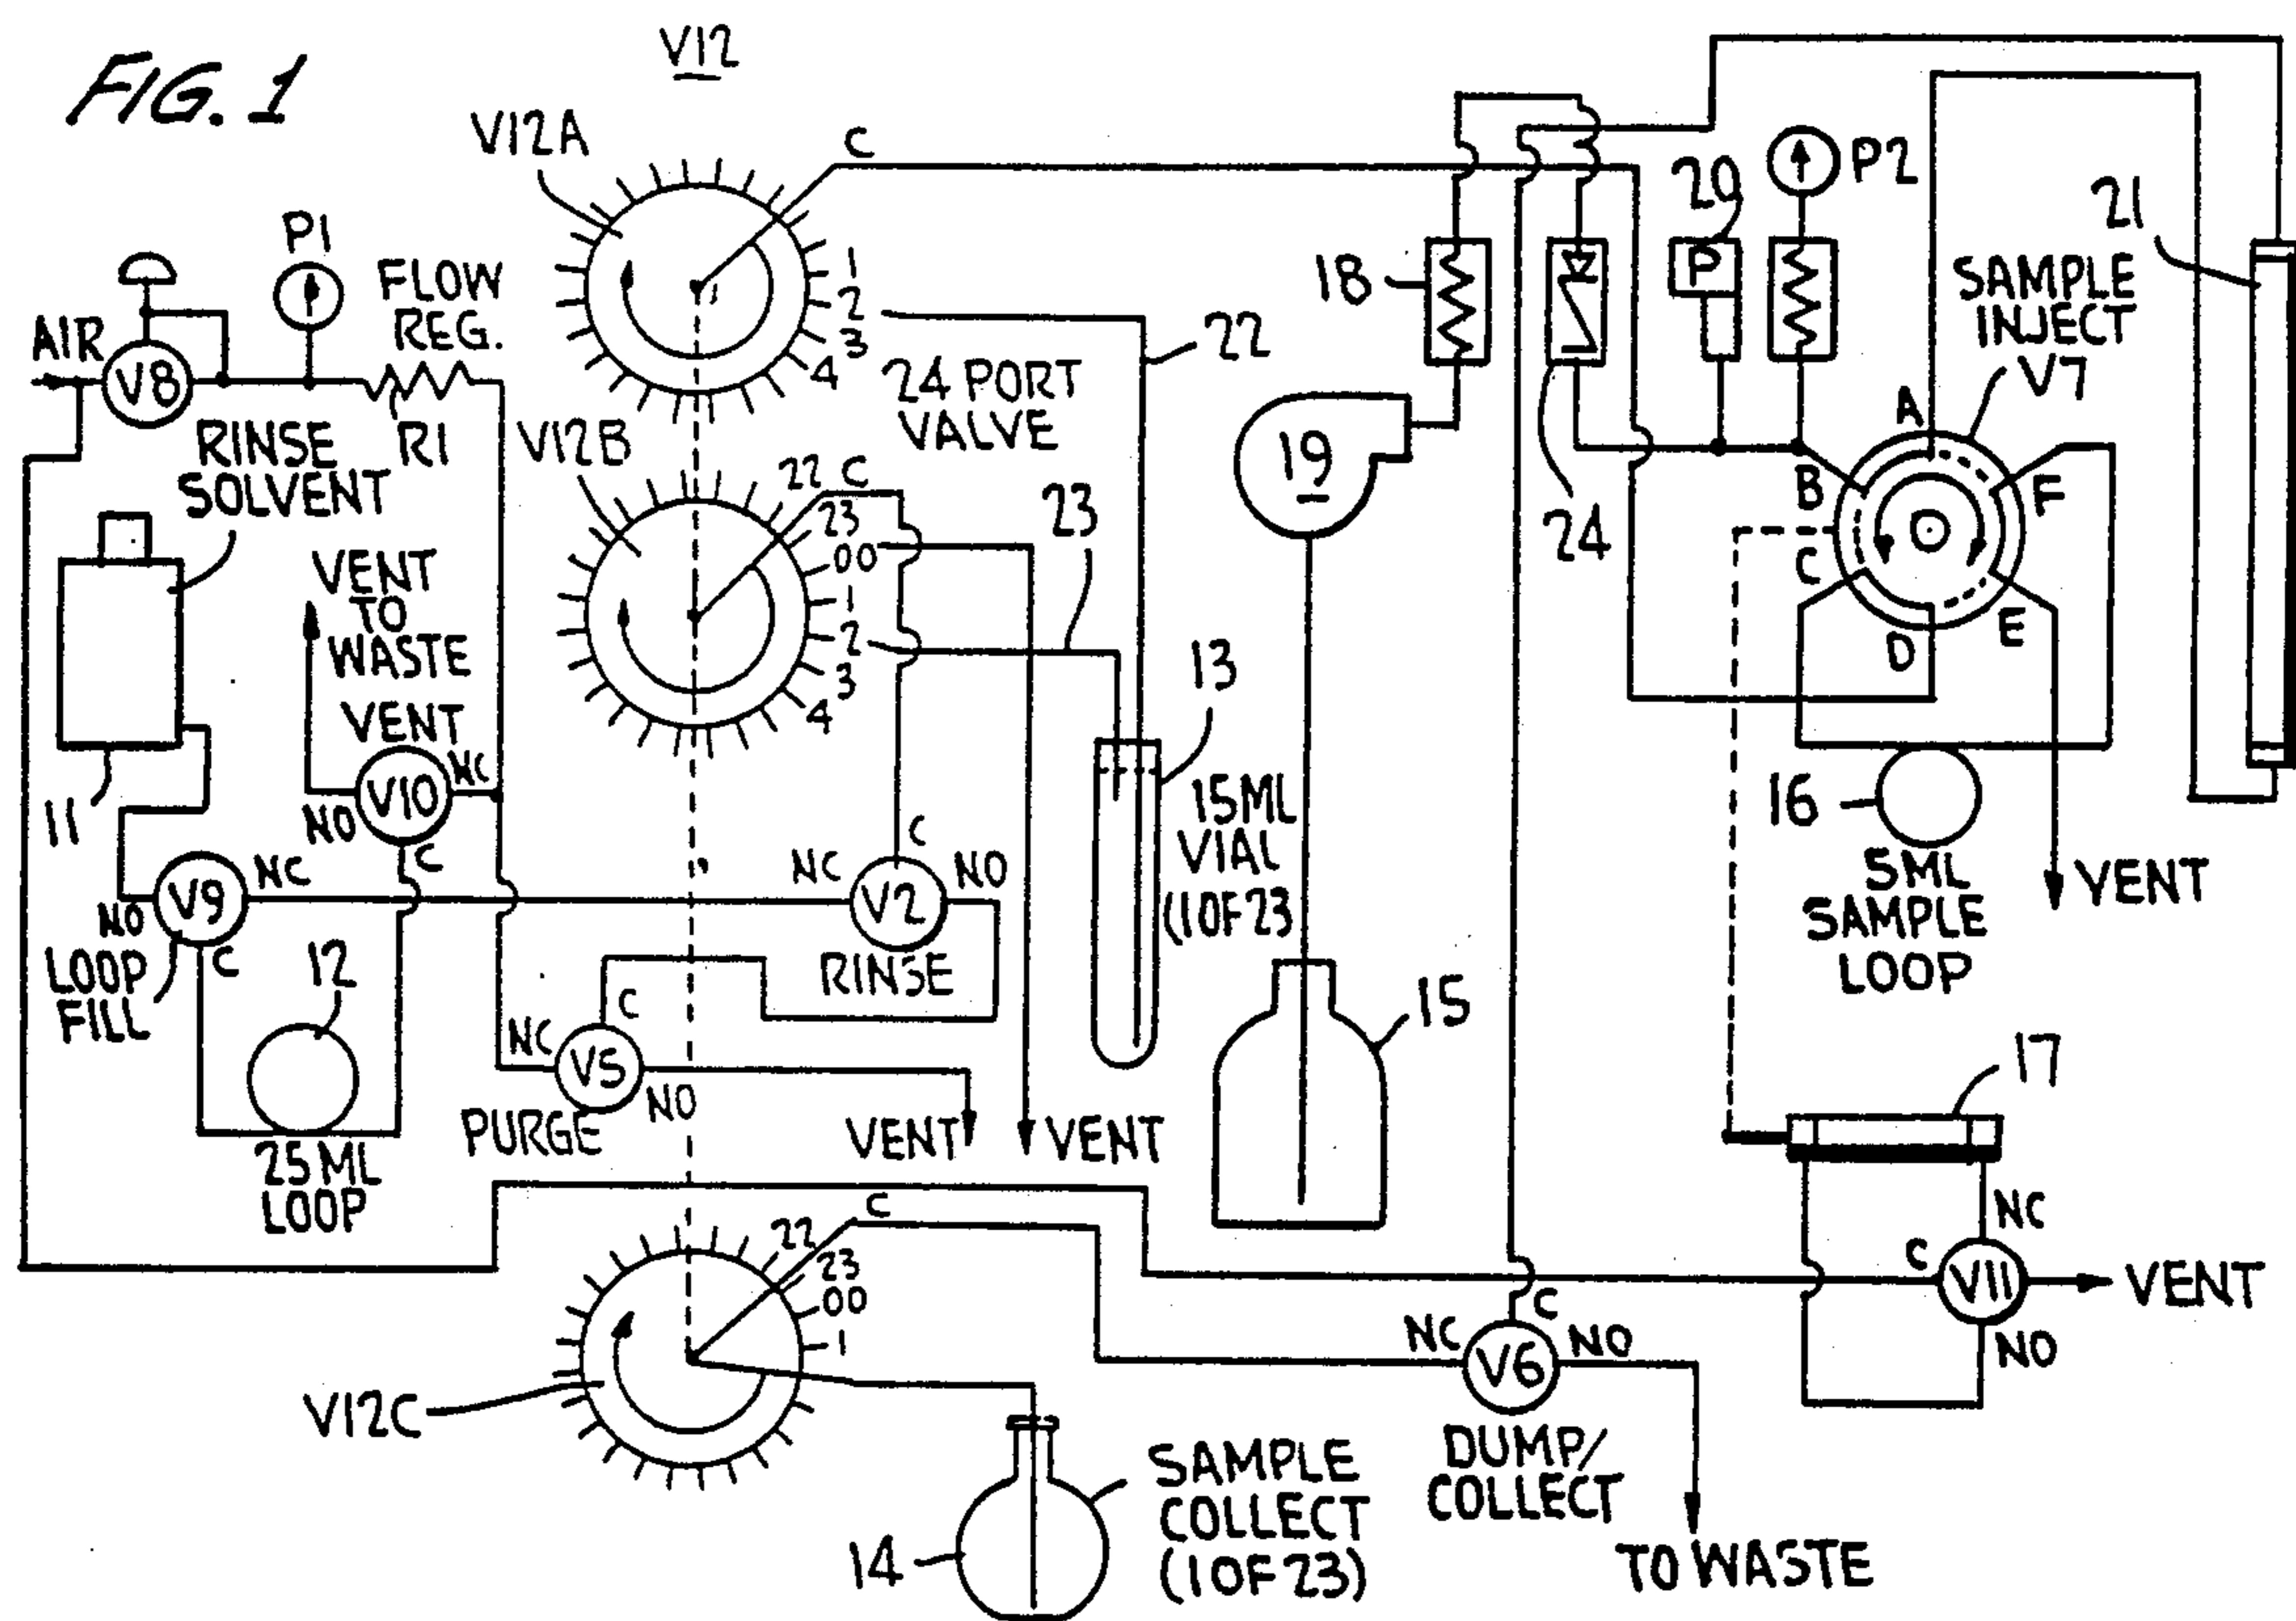 FIG. 1
V12
V12A
C
P1
FLOW
REG.
AIR
V8
R1
1
2
3
4
24 PORT
VALVE
22
18
20
P
P2
21
SAMPLE
INJECT
V7
19
24
A
B
C
D
E
F
RINSE
SOLVENT
11
V12B
22
C
23
00
1
2
3
4
23
VENT
TO
WASTE
VENT
V10
NC
NO
C
13
15ML
VIAL
(1 OF 23
16
5ML
SAMPLE
LOOP
VENT
V9
NC
NO
C
LOOP
FILL
12
25 ML
LOOP
NC
C
NO
V2
RINSE
C
NC
V5
NO
PURGE
VENT
VENT
15
17
NC
C
V11
VENT
NO
22
C
23
00
1
V12C
14
SAMPLE
COLLECT
(1 OF 23)
C
NC
V6
NO
DUMP/
COLLECT
TO WASTE